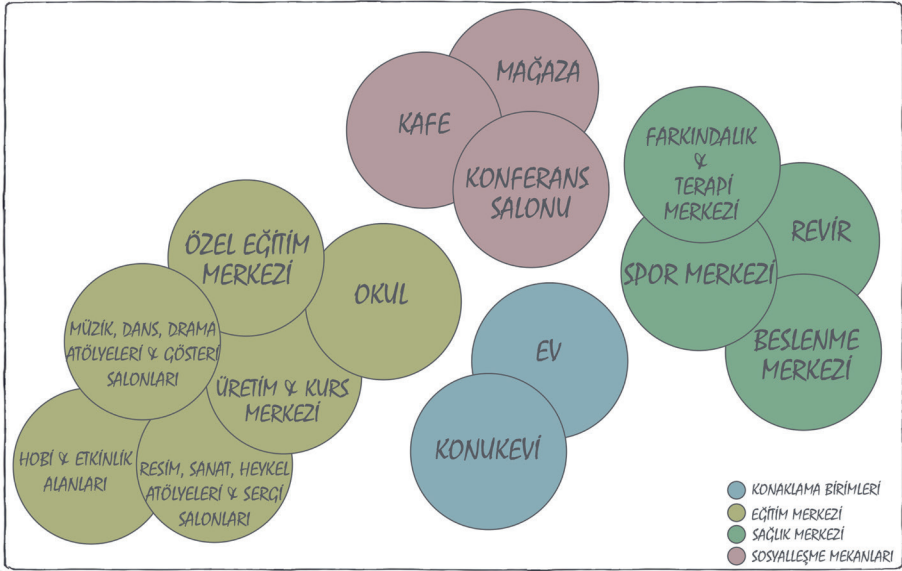 MAĞAZA
KAFE
KONFERANS
SALONU
FARKINDALIK
&
TERAPİ
MERKEZİ
REVİR
SPOR MERKEZİ
BESLENME
MERKEZİ
ÖZEL EĞİTİM
MERKEZİ
OKUL
MÜZİK, DANS, DRAMA
ATÖLYELERİ & GÖSTERİ
SALONLARI
ÜRETİM & KURS
MERKEZİ
HOBİ & ETKİNLİK
ALANLARI
RESİM, SANAT, HEYKEL
ATÖLYELERİ & SERGİ
SALONLARI
EV
KONUKEVİ
KONAKLAMA BİRİMLERİ
EĞİTİM MERKEZİ
SAĞLIK MERKEZİ
SOSYALLEŞME MEKANLARI